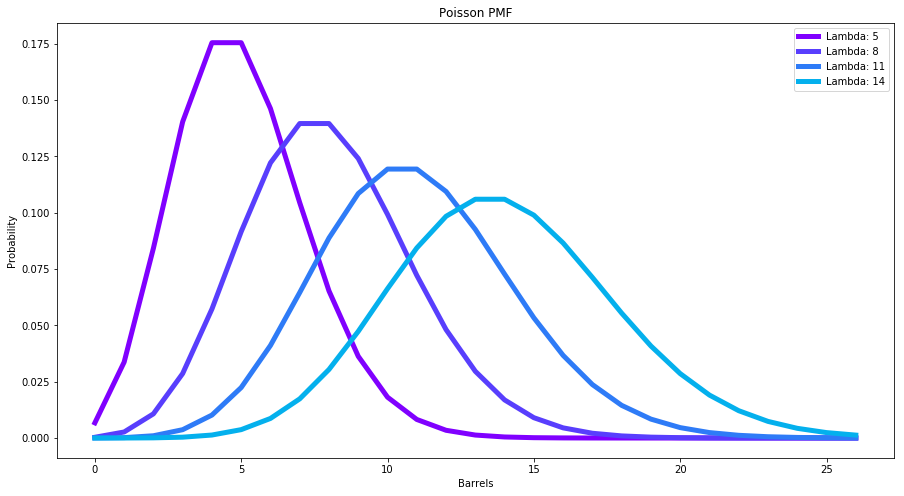 Poisson PMF
Lambda: 5
Lambda: 8
Lambda: 11
Lambda: 14
0.175
0.150
0.125
0.100
0.075
0.050
0.025
0.000
Probability
0 5 10 15 20 25
Barrels